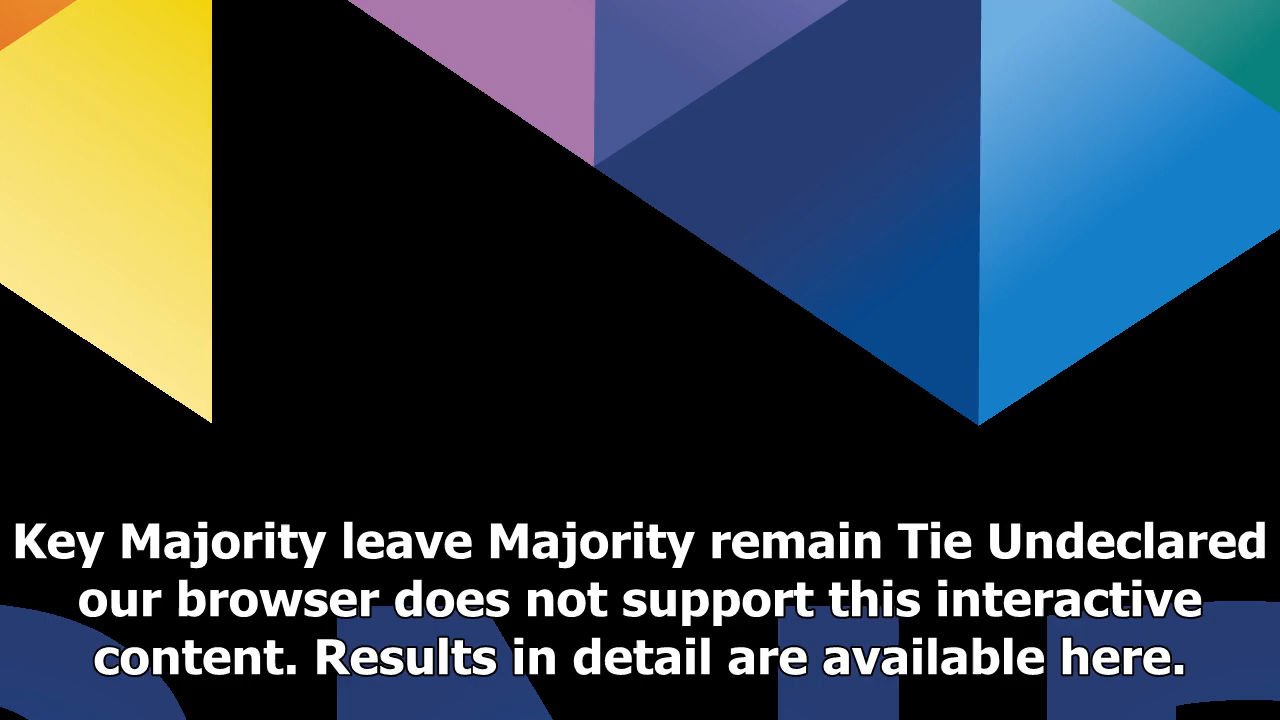 Key Majority leave Majority remain Tie Undeclared
our browser does not support this interactive
content. Results in detail are available here.